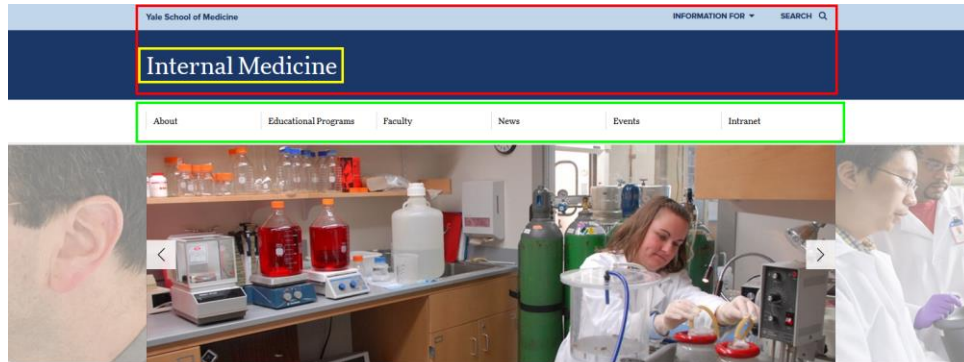 Yale School of Medicine INFORMATION FOR SEARCH
Internal Medicine
About Educational Programs Faculty News Events Intranet